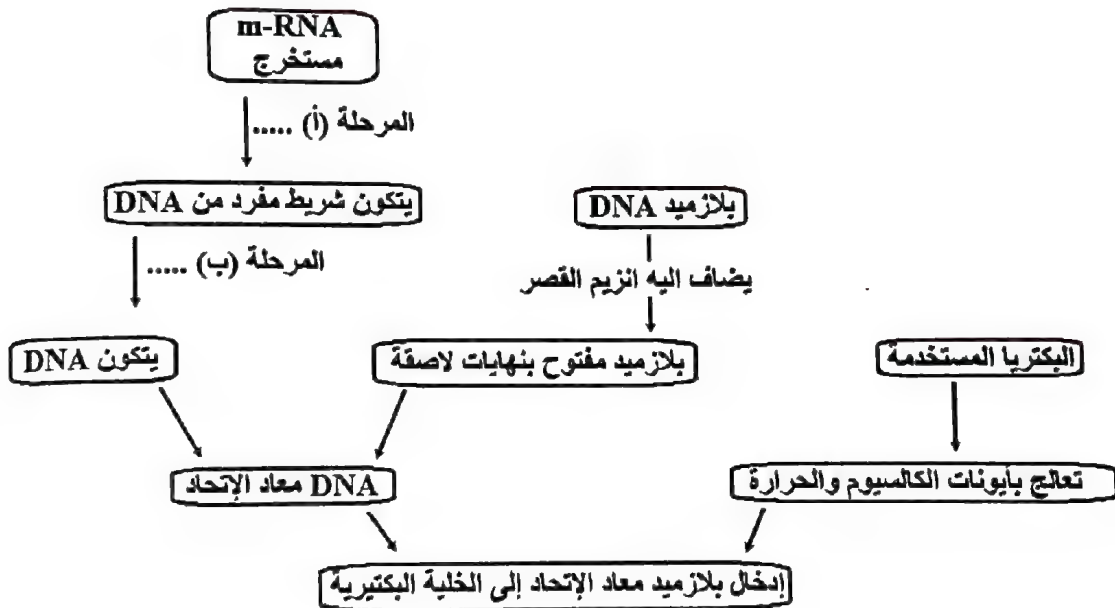 m-RNA
مستخرج
المرحلة (أ) .....
يتكون شريط مفرد من DNA
بلازميد DNA
المرحلة (ب) .....
يضاف اليه انزيم القصر
يتكون DNA
بلازميد مفتوح بنهايات لاصقة
البكتريا المستخدمة
DNA معاد الإتحاد
تعالج بأيونات الكالسيوم والحرارة
إدخال بلازميد معاد الإتحاد إلى الخلية البكتيرية